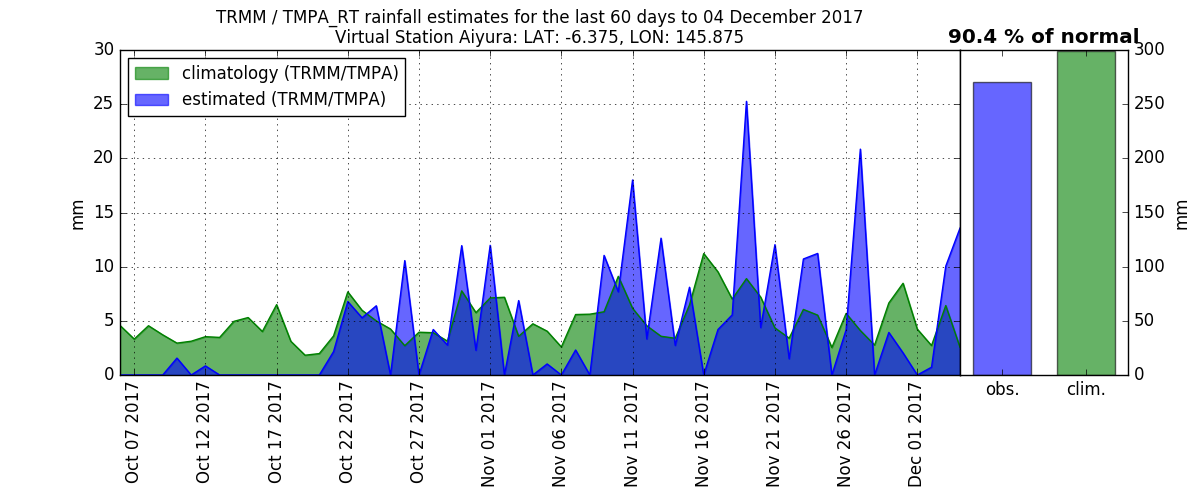 TRMM / TMPA_RT rainfall estimates for the last 60 days to 04 December 2017
Virtual Station Aiyura: LAT: -6.375, LON: 145.875
90.4 % of normal
climatology (TRMM/TMPA)
estimated (TRMM/TMPA)
30
25
20
15
10
5
0
mm
300
250
200
150
100
50
0
mm
Oct 07 2017
Oct 12 2017
Oct 17 2017
Oct 22 2017
Oct 27 2017
Nov 01 2017
Nov 06 2017
Nov 11 2017
Nov 16 2017
Nov 21 2017
Nov 26 2017
Dec 01 2017
obs.
clim.